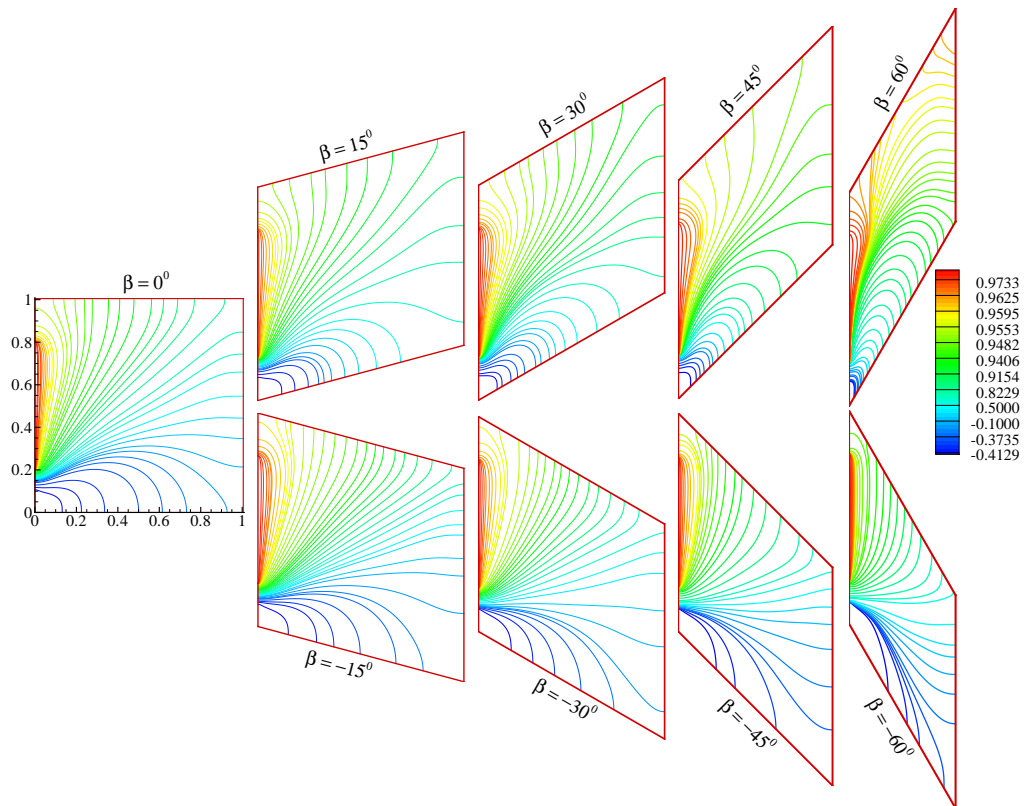 β = 0⁰
β = 15⁰
β = 30⁰
β = 45⁰
β = 60⁰
1
0.8
0.6
0.4
0.2
0
0 0.2 0.4 0.6 0.8 1
β = −15⁰
β = −30⁰
β = −45⁰
β = −60⁰
0.9733
0.9625
0.9595
0.9553
0.9482
0.9406
0.9154
0.8229
0.5000
-0.1000
-0.3735
-0.4129